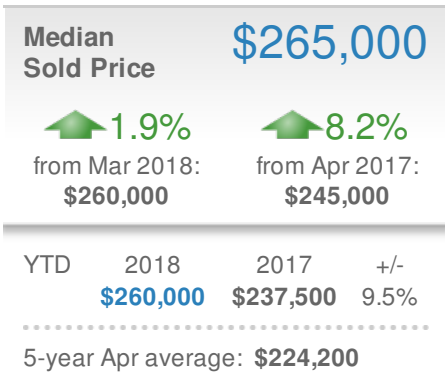 Median $265,000
Sold Price
1.9% 8.2%
from Mar 2018: from Apr 2017:
$260,000 $245,000
YTD 2018 2017 +/-
$260,000 $237,500 9.5%
5-year Apr average: $224,200